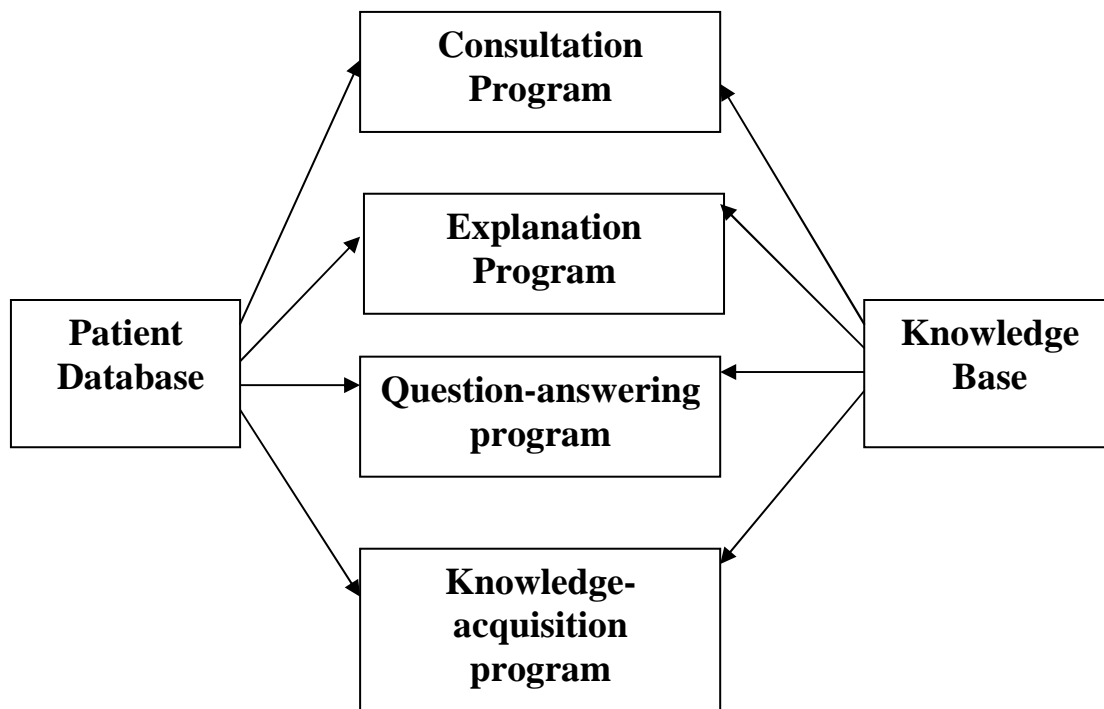 Consultation
Program
Explanation
Program
Patient
Database
Knowledge
Base
Question-answering
program
Knowledge-
acquisition
program